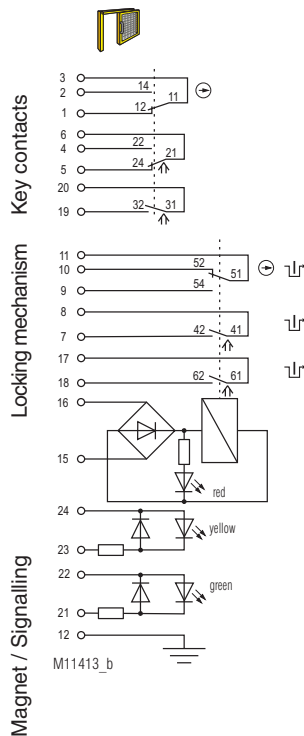 Key contacts
3
2 14
11
1 12
6
4 22
21
5 24
20
19 32 31
Locking mechanism
11
10 52
51
9 54
8
7 42 41
17
18 62 61
16
15
red
Magnet / Signalling
24
yellow
23
22
green
21
12
M11413_b